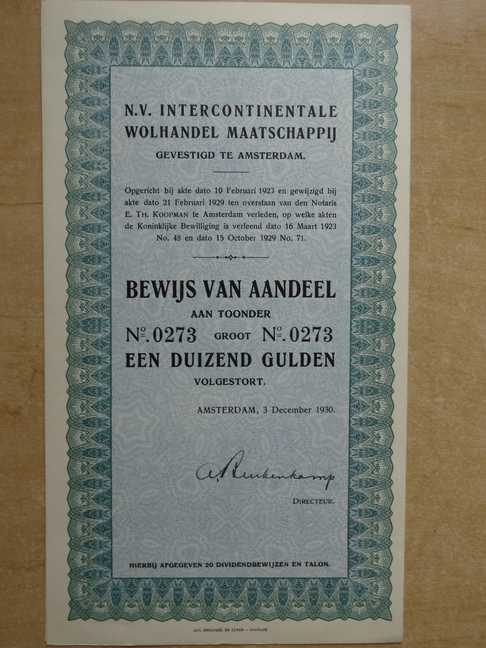 N.V. INTERCONTINENTALE
WOLHANDEL MAATSCHAPPIJ
GEVESTIGD TE AMSTERDAM.
Opgericht bij akte dato 10 Februari 1923 en gewijzigd bij
akte dato 21 Februari 1929 ten overstaan van den Notaris
E. TH. KOOPMAN te Amsterdam verleden, op welke akten
de Koninklijke Bewilliging is verleend dato 16 Maart 1923
No. 48 en dato 15 October 1929 No. 71.
BEWIJS VAN AANDEEL
AAN TOONDER
No. 0273 GROOT No. 0273
EEN DUIZEND GULDEN
VOLGESTORT.
AMSTERDAM, 3 December 1930.
DIRECTEUR.
HIERBIJ AFGEGEVEN 20 DIVIDENDBEWIJZEN EN TALON.